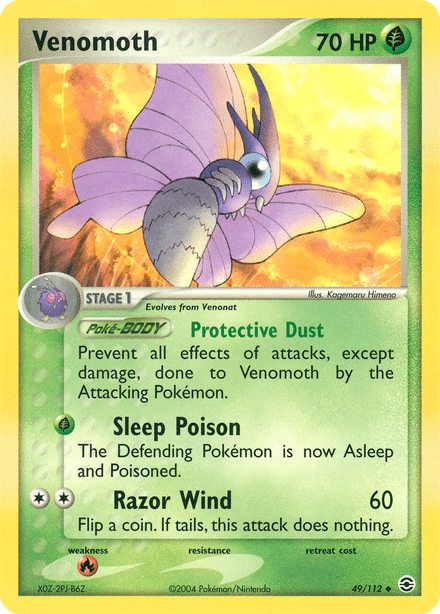 Venomoth 70 HP
STAGE 1
Illus. Kagemaru Himeno
Evolves from Venonat
Poké-BODY Protective Dust
Prevent all effects of attacks, except
damage, done to Venomoth by the
Attacking Pokémon.
Sleep Poison
The Defending Pokémon is now Asleep
and Poisoned.
Razor Wind 60
Flip a coin. If tails, this attack does nothing.
weakness resistance retreat cost
X0Z-2PJ-B6Z ©2004 Pokémon/Nintendo 49/112